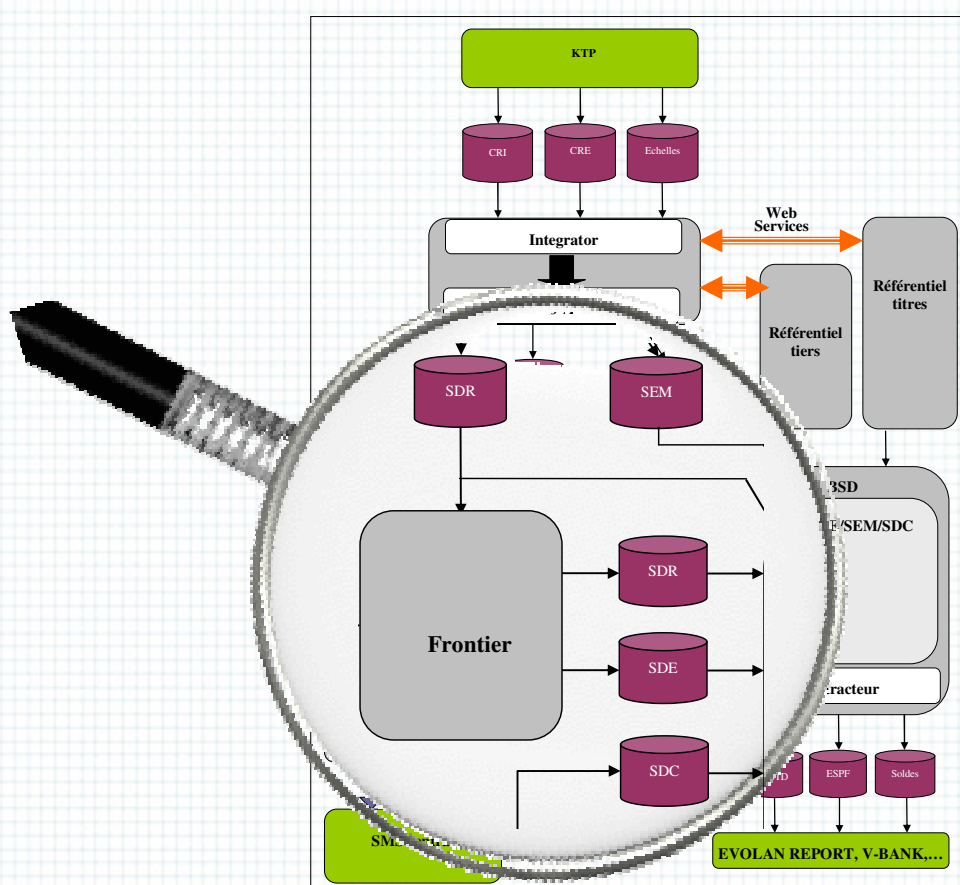 KTP
CRI
CRE
Echelles
Web
Services
Integrator
Référentiel
titres
Référentiel
tiers
SDR
SEM
BSD
/SEM/SDC
SDR
Frontier
SDE
racteur
SDC
ESPF
Soldes
EVOLAN REPORT, V-BANK,…